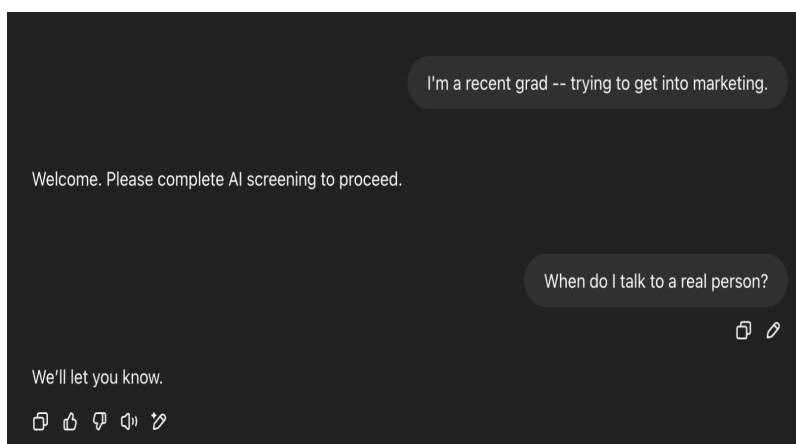 I'm a recent grad -- trying to get into marketing.
Welcome. Please complete AI screening to proceed.
When do I talk to a real person?
We’ll let you know.